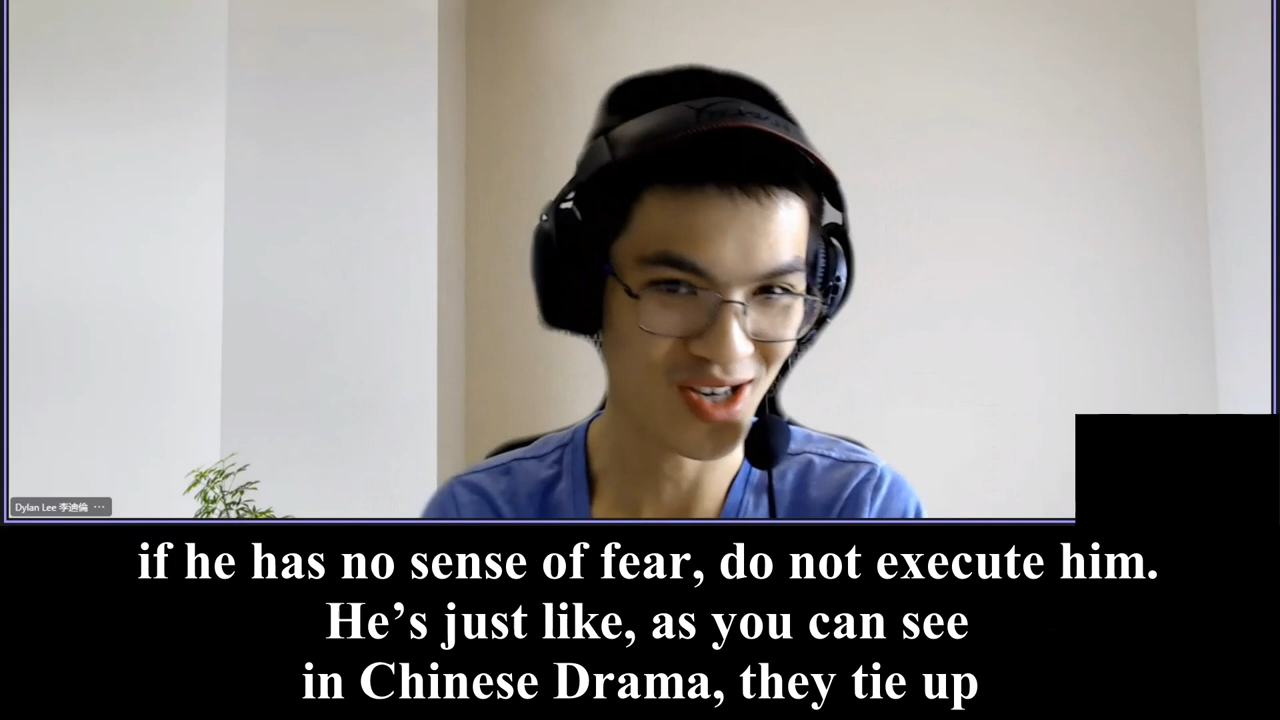 Dylan Lee 李迪倫 ···
if he has no sense of fear, do not execute him.
He’s just like, as you can see
in Chinese Drama, they tie up